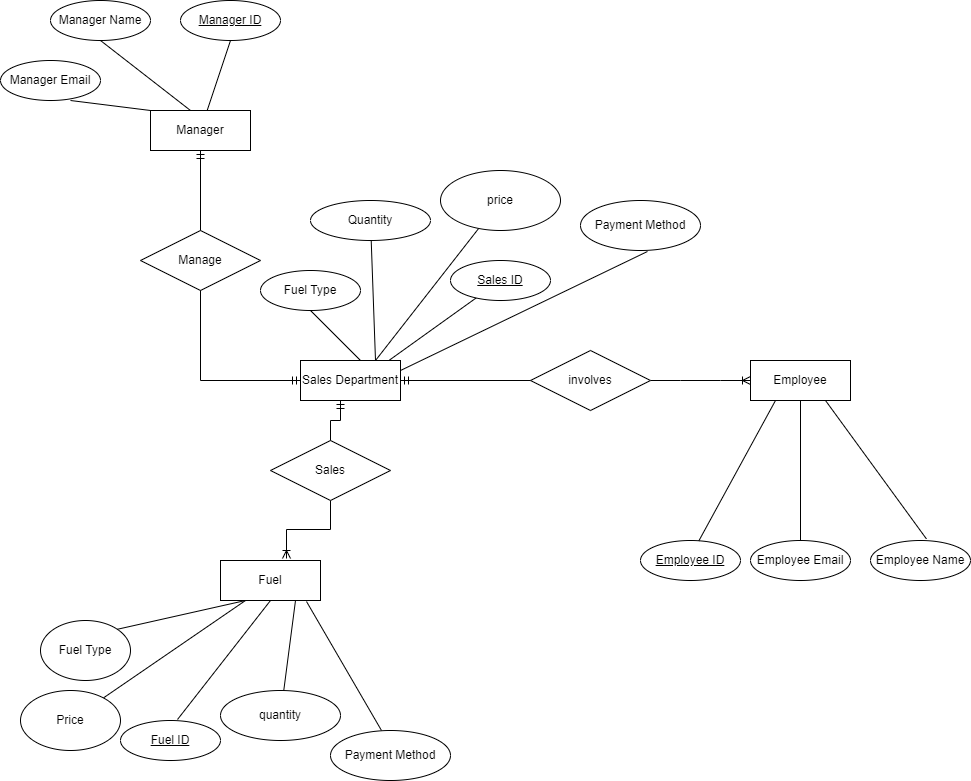 Manager Name
Manager ID
Manager Email
Manager
Manage
Quantity
price
Payment Method
Fuel Type
Sales ID
Sales Department
involves
Employee
Sales
Employee ID
Employee Email
Employee Name
Fuel
Fuel Type
Price
Fuel ID
quantity
Payment Method